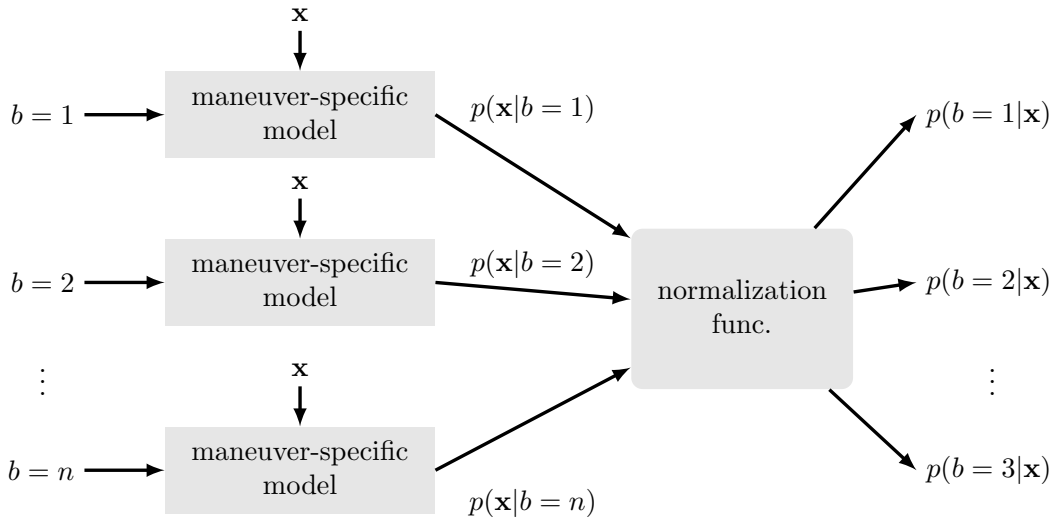 x
b = 1
maneuver-specific
model
p(x|b = 1)
p(b = 1|x)
x
b = 2
maneuver-specific
model
p(x|b = 2)
normalization
func.
p(b = 2|x)
⋮
x
⋮
b = n
maneuver-specific
model
p(x|b = n)
p(b = 3|x)